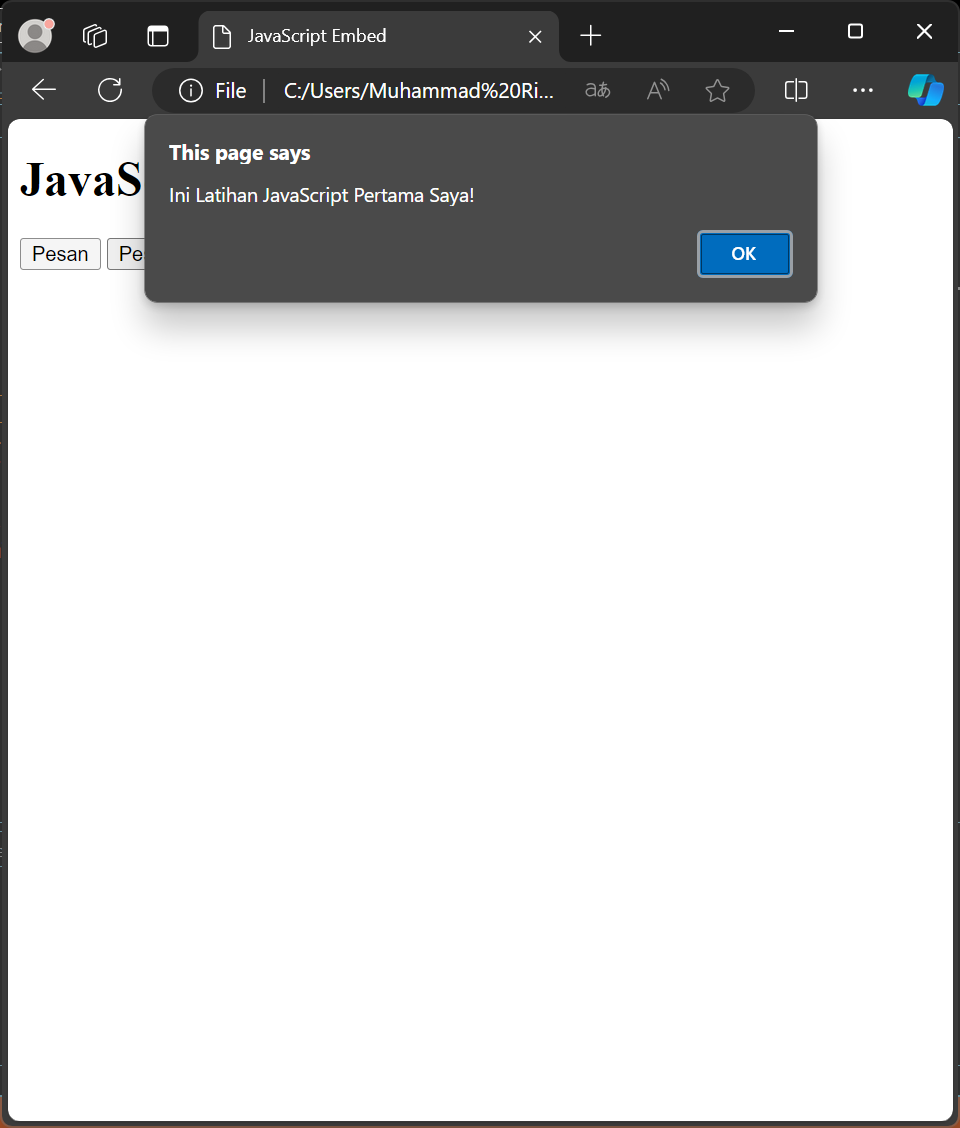 JavaScript Embed
File
C:/Users/Muhammad%20Ri...
This page says
Ini Latihan JavaScript Pertama Saya!
OK
JavaS
Pesan
Pe